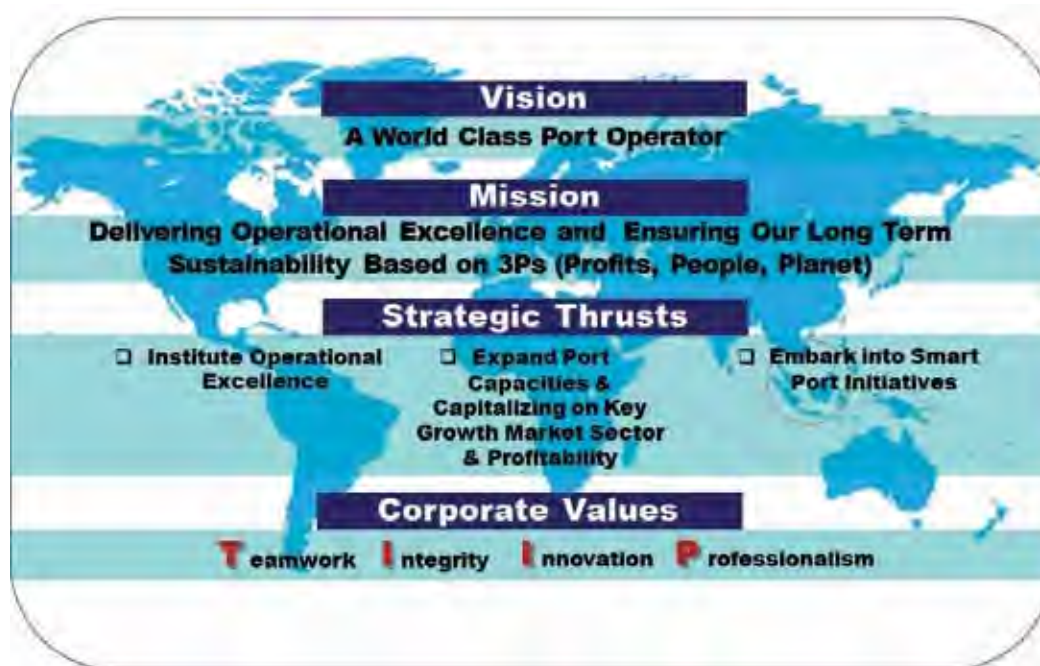 Vision
A World Class Port Operator
Mission
Delivering Operational Excellence and Ensuring Our Long Term
Sustainability Based on 3Ps (Profits, People, Planet)
Strategic Thrusts
❑ Institute Operational
Excellence
❑ Expand Port
Capacities &
Capitalizing on Key
Growth Market Sector
& Profitability
❑ Embark into Smart
Port Initiatives
Corporate Values
Teamwork Integrity Innovation Professionalism